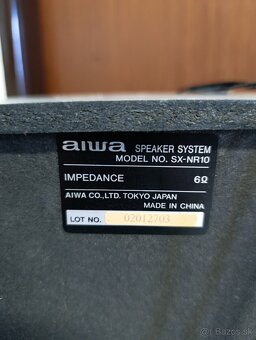 aiwa SPEAKER SYSTEM
MODEL NO. SX-NR10
IMPEDANCE 6Ω
AIWA CO., LTD. TOKYO JAPAN
MADE IN CHINA
LOT NO. 02012703
Bazos.sk